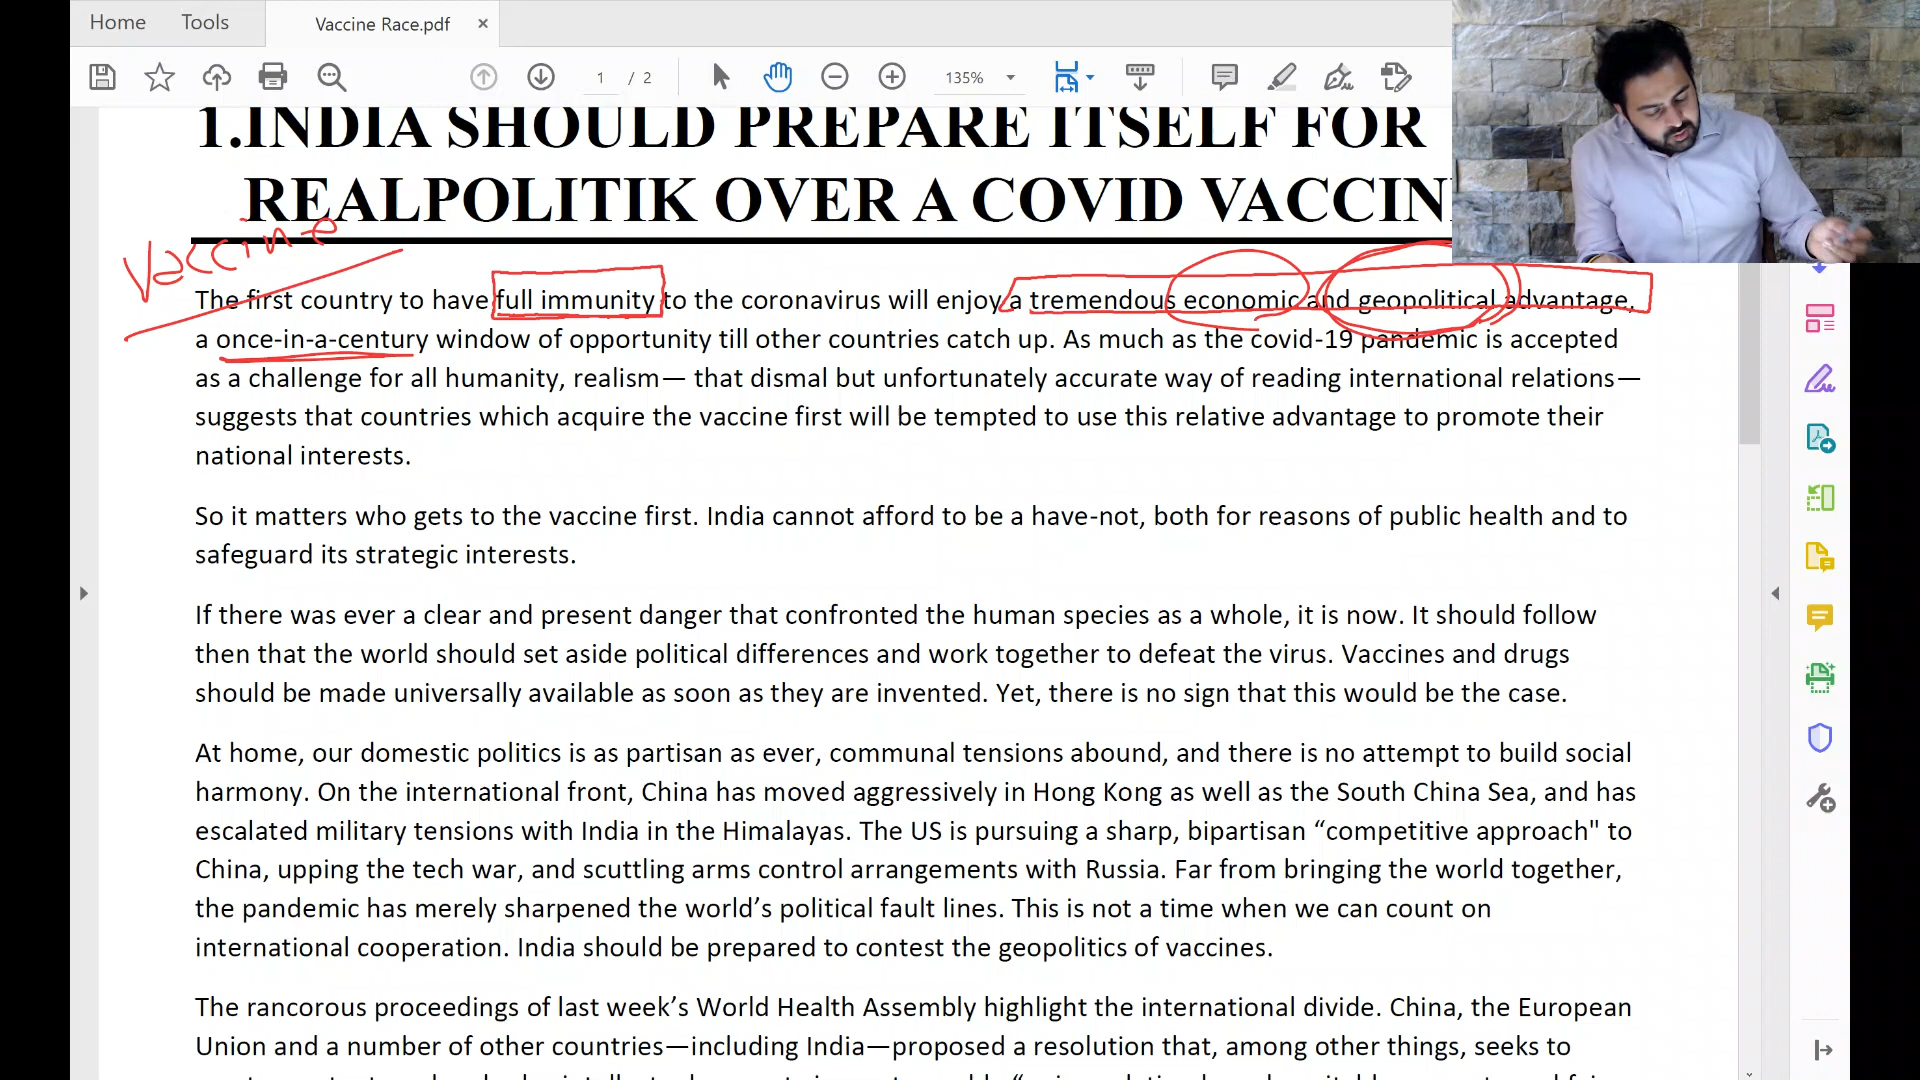 Home Tools Vaccine Race.pdf ×
1 / 2 135%
1.INDIA SHOULD PREPARE ITSELF FOR
REALPOLITIK OVER A COVID
Vaccine
The first country to have full immunity to the coronavirus will enjoy a tremendous economic and geopolitical advantage,
a once-in-a-century window of opportunity till other countries catch up. As much as the covid-19 pandemic is accepted
as a challenge for all humanity, realism— that dismal but unfortunately accurate way of reading international relations—
suggests that countries which acquire the vaccine first will be tempted to use this relative advantage to promote their
national interests.
So it matters who gets to the vaccine first. India cannot afford to be a have-not, both for reasons of public health and to
safeguard its strategic interests.
If there was ever a clear and present danger that confronted the human species as a whole, it is now. It should follow
then that the world should set aside political differences and work together to defeat the virus. Vaccines and drugs
should be made universally available as soon as they are invented. Yet, there is no sign that this would be the case.
At home, our domestic politics is as partisan as ever, communal tensions abound, and there is no attempt to build social
harmony. On the international front, China has moved aggressively in Hong Kong as well as the South China Sea, and has
escalated military tensions with India in the Himalayas. The US is pursuing a sharp, bipartisan “competitive approach" to
China, upping the tech war, and scuttling arms control arrangements with Russia. Far from bringing the world together,
the pandemic has merely sharpened the world’s political fault lines. This is not a time when we can count on
international cooperation. India should be prepared to contest the geopolitics of vaccines.
The rancorous proceedings of last week’s World Health Assembly highlight the international divide. China, the European
Union and a number of other countries—including India—proposed a resolution that, among other things, seeks to